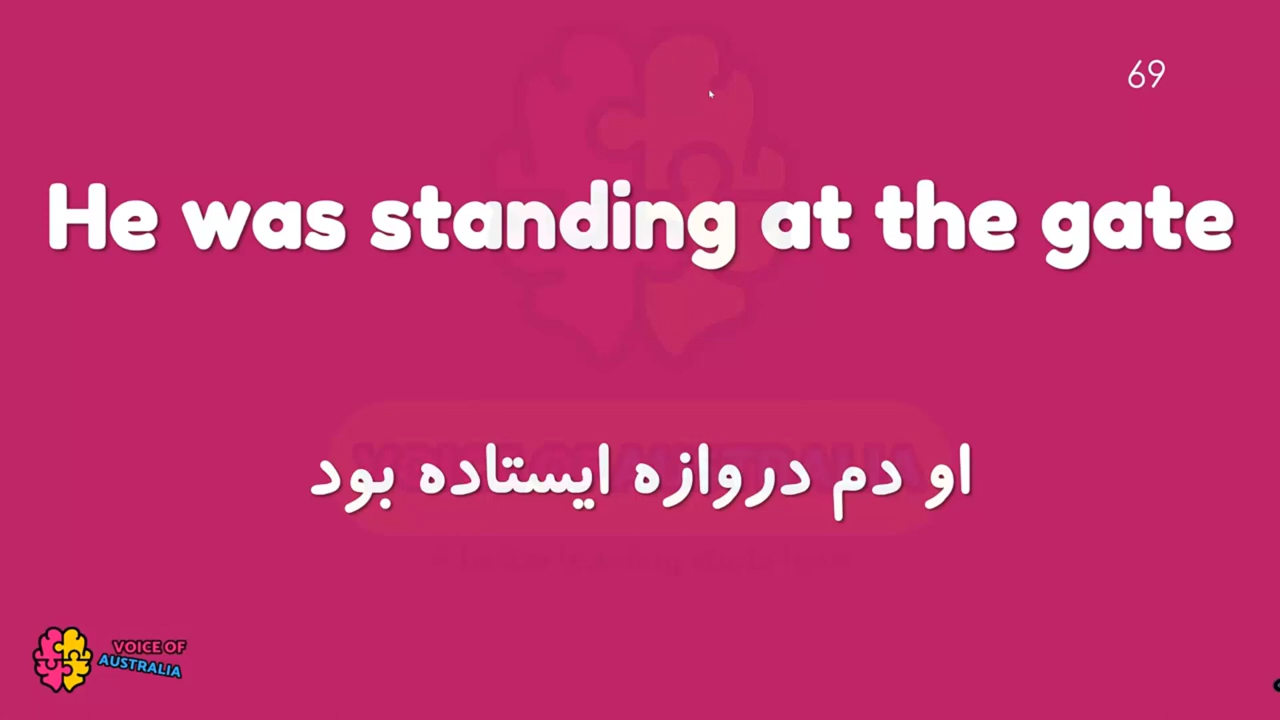 69
He was standing at the gate
او دم دروازه ایستاده بود
VOICE OF
AUSTRALIA